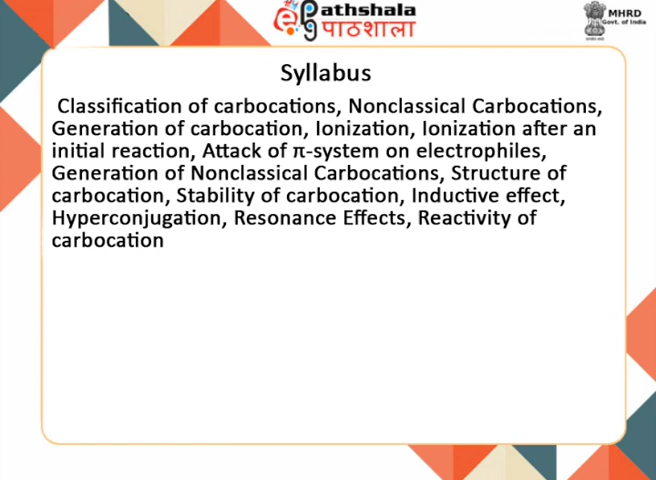 athshala
पाठशाला
MHRD
Govt. of India
Syllabus
Classification of carbocations, Nonclassical Carbocations,
Generation of carbocation, Ionization, Ionization after an
initial reaction, Attack of π-system on electrophiles,
Generation of Nonclassical Carbocations, Structure of
carbocation, Stability of carbocation, Inductive effect,
Hyperconjugation, Resonance Effects, Reactivity of
carbocation